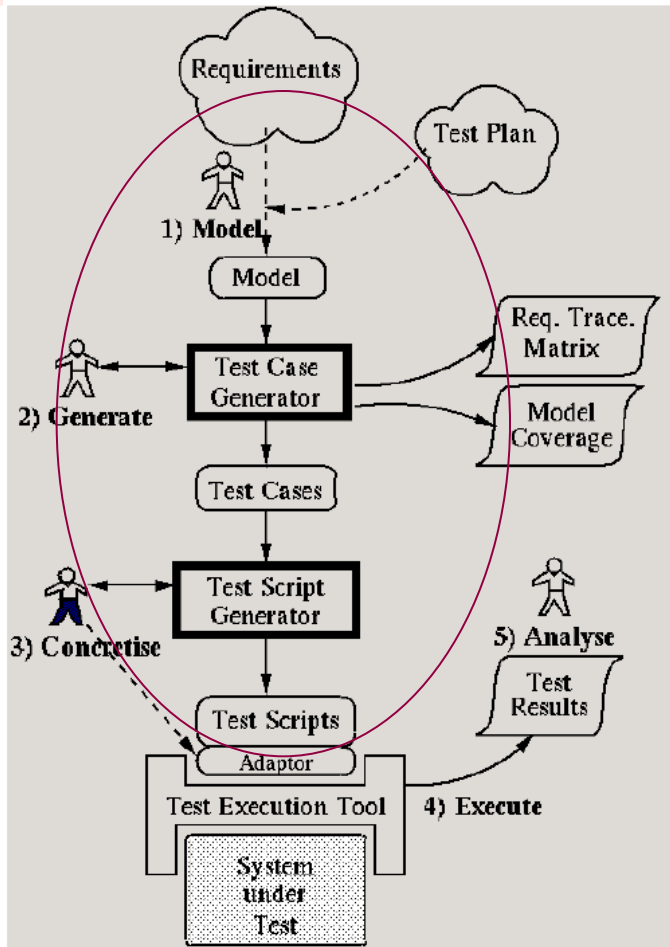 Requirements
Test Plan
1) Model
Model
Req. Trace.
Matrix
Test Case
Generator
2) Generate
Model
Coverage
Test Cases
Test Script
Generator
3) Concretise
5) Analyse
Test
Results
Test Scripts
Adaptor
Test Execution Tool
4) Execute
System
under
Test